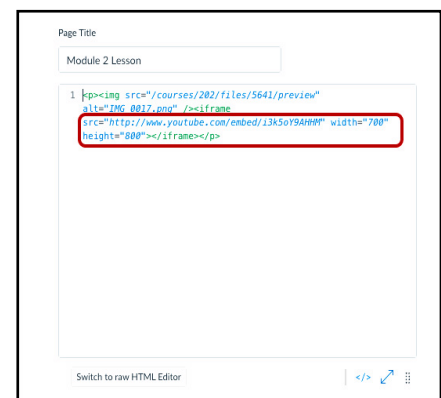 Page Title
Module 2 Lesson
1 <p><img src="/courses/202/files/5641/preview"
alt="IMG_0017.png" /><iframe
src="http://www.youtube.com/embed/i3k5oY9AHHM" width="700"
height="800"></iframe></p>
Switch to raw HTML Editor
</>